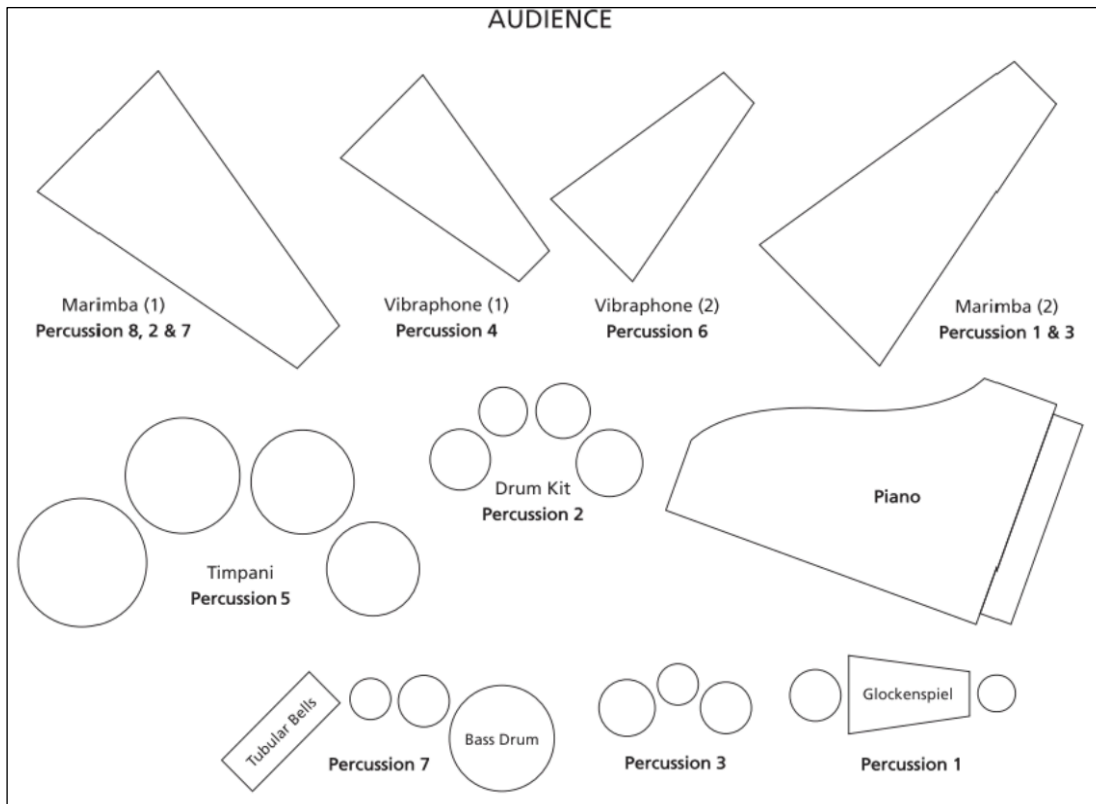 AUDIENCE
Marimba (1)
Percussion 8, 2 & 7
Vibraphone (1)
Percussion 4
Vibraphone (2)
Percussion 6
Marimba (2)
Percussion 1 & 3
Drum Kit
Percussion 2
Piano
Timpani
Percussion 5
Tubular Bells
Bass Drum
Percussion 7
Percussion 3
Glockenspiel
Percussion 1